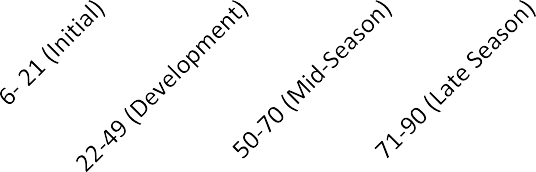 6- 21 (Initial)
22-49 (Development)
50-70 (Mid-Season)
71-90 (Late Season)